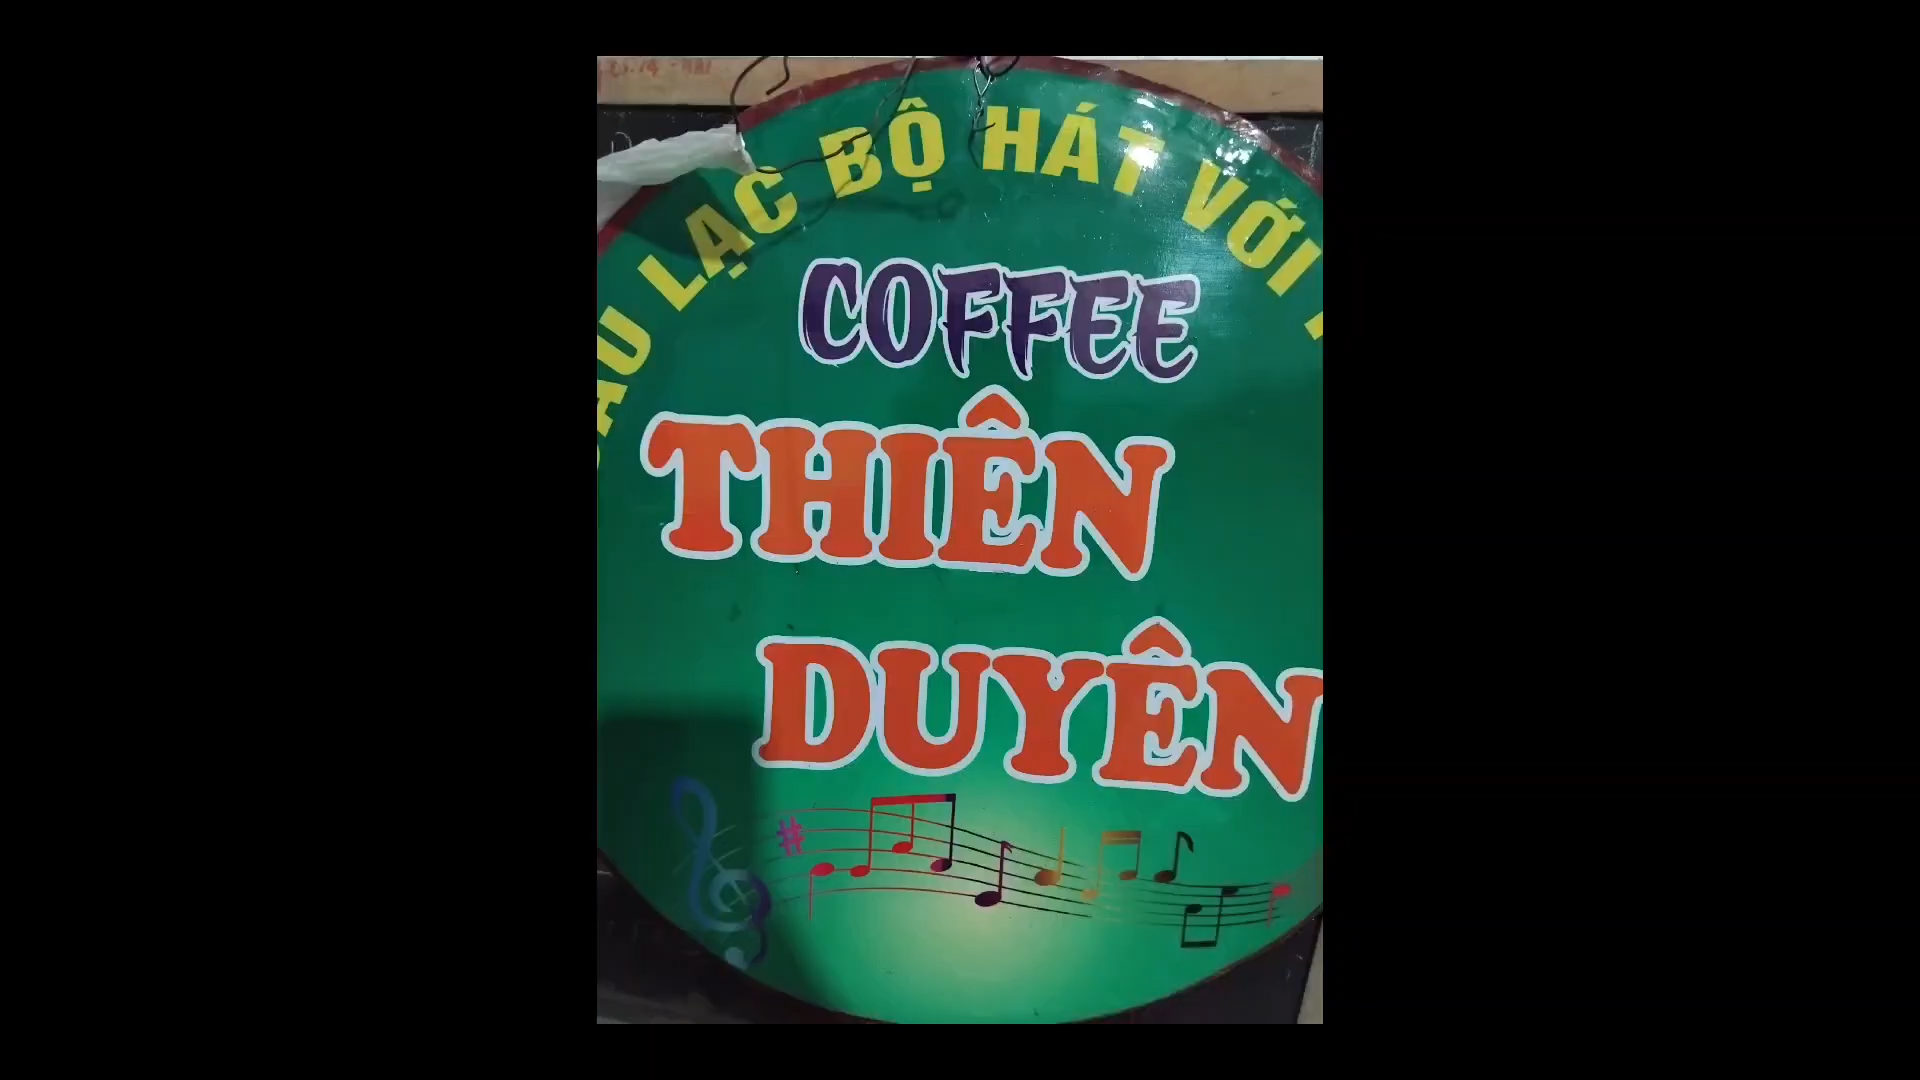 LẠC BỘ HÁT VỚI
COFFEE
THIÊN
DUYÊN